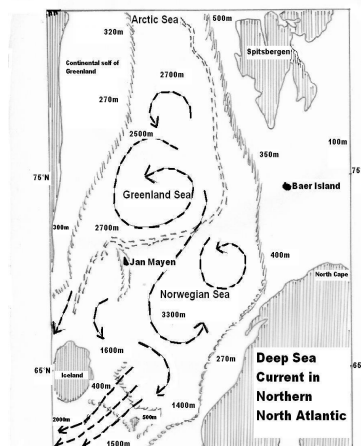 Arctic Sea
500m
320m
Spitsbergen
Continental self of
Greenland
2700m
270m
2500m
100m
350m
75°N
75°
Baer Island
Greenland Sea
300m
2700m
400m
Jan Mayen
North Cape
Norwegian Sea
3300m
1600m
270m
Deep Sea
Current in
Northern
North Atlantic
65°N
65
Iceland
400m
1400m
2000m
500m
1500m